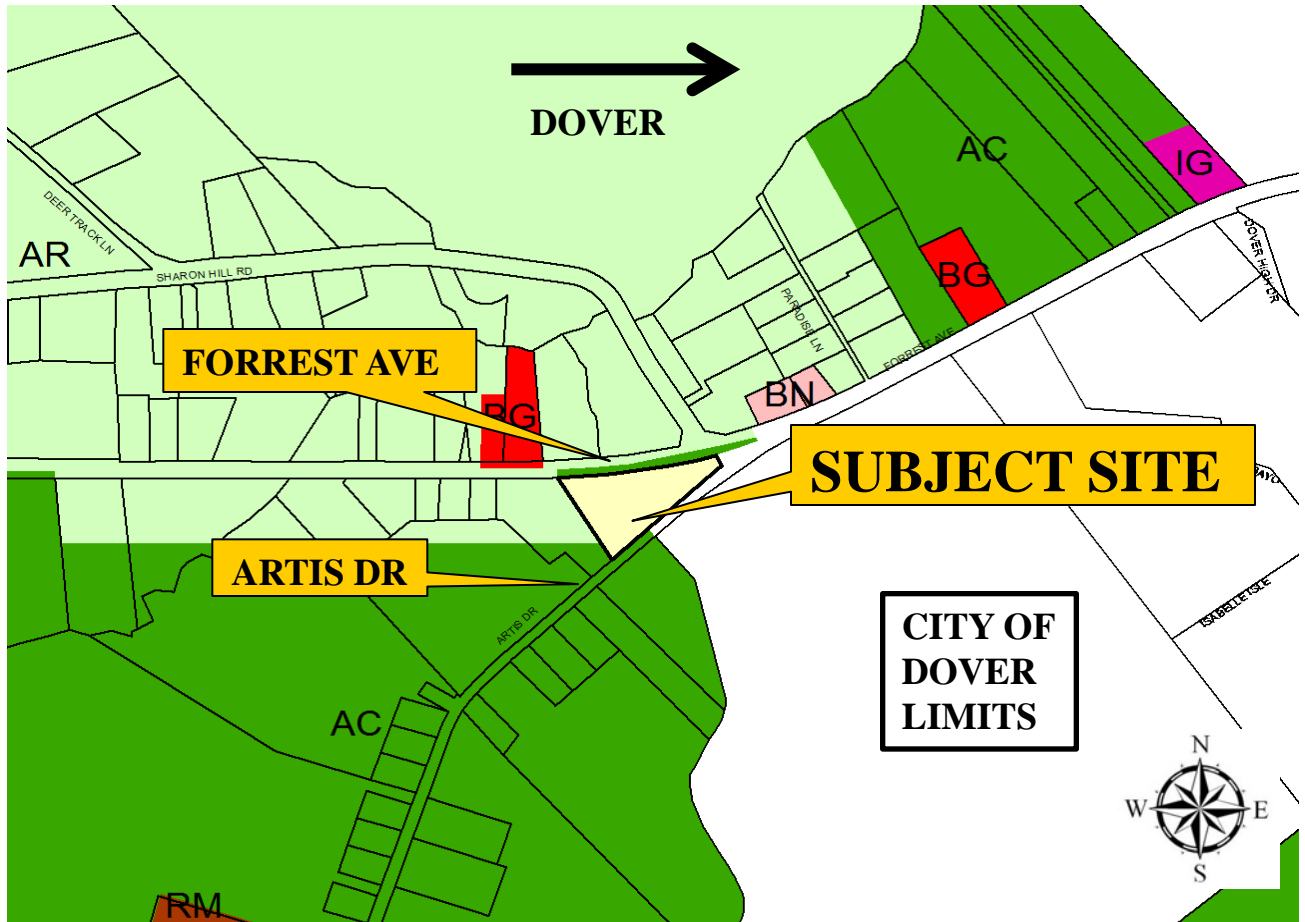 DOVER
AC
IG
DEER TRACK LN
AR
SHARON HILL RD
DOVER HIGH DR
BG
PARADISE LN
FORREST AVE
FORREST AVE
BN
BG
SUBJECT SITE
ARTIS DR
ISABELLE ISLE
CITY OF
DOVER
LIMITS
ARTIS DR
AC
N
W E
S
RM